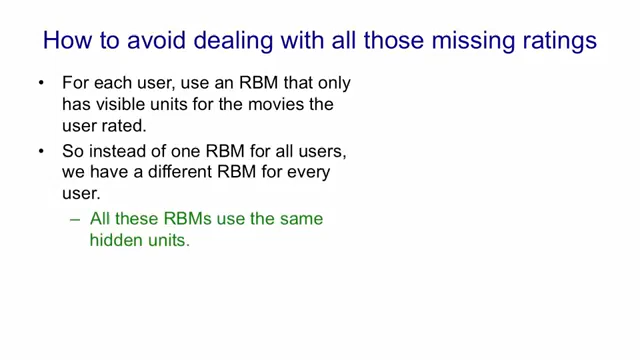 How to avoid dealing with all those missing ratings
• For each user, use an RBM that only
has visible units for the movies the
user rated.
• So instead of one RBM for all users,
we have a different RBM for every
user.
– All these RBMs use the same
hidden units.